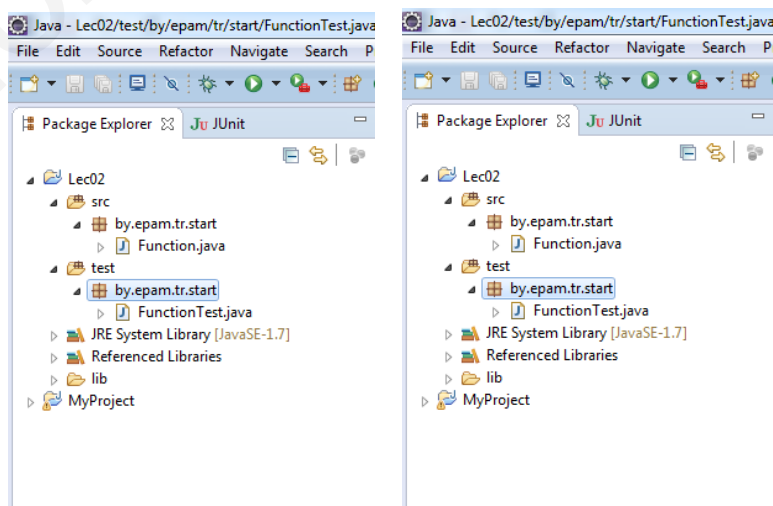 Java - Lec02/test/by/epam/tr/start/FunctionTest.java
File Edit Source Refactor Navigate Search P
Package Explorer JUnit
Lec02
src
by.epam.tr.start
Function.java
test
by.epam.tr.start
FunctionTest.java
JRE System Library [JavaSE-1.7]
Referenced Libraries
lib
MyProject
Java - Lec02/test/by/epam/tr/start/FunctionTest.java
File Edit Source Refactor Navigate Search P
Package Explorer JUnit
Lec02
src
by.epam.tr.start
Function.java
test
by.epam.tr.start
FunctionTest.java
JRE System Library [JavaSE-1.7]
Referenced Libraries
lib
MyProject